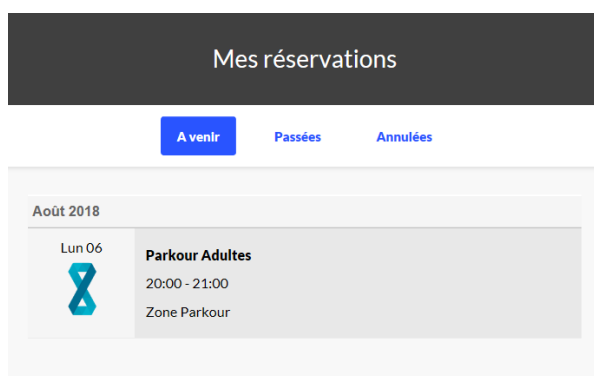 Mes réservations
A venir Passées Annulées
Août 2018
Lun 06
Parkour Adultes
20:00 - 21:00
Zone Parkour